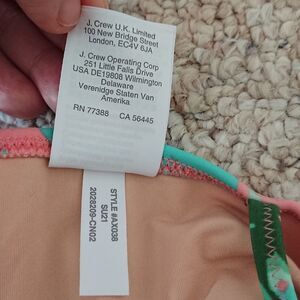 J. Crew U.K. Limited
100 New Bridge Street
London, EC4V 6JA
J. Crew Operating Corp
251 Little Falls Drive
USA DE19808 Wilmington
Delaware
Verenidge Staten Van
Amerika
RN 77388 CA 56445
STYLE #AX038
SU21
2028209-CN02